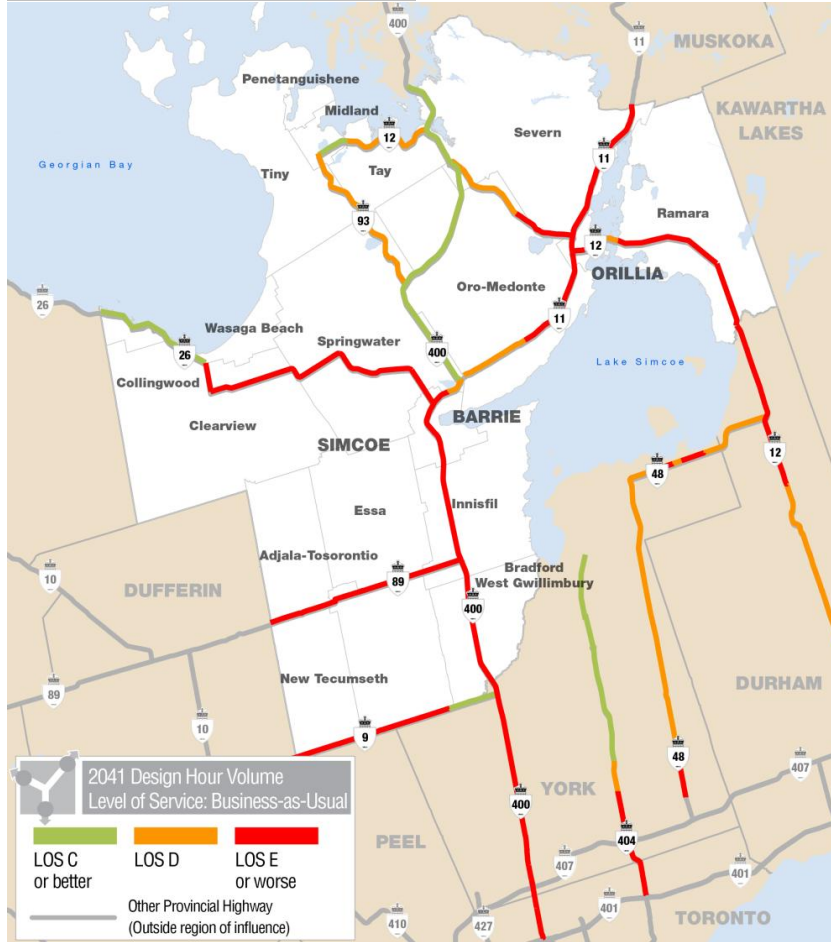 400
11
MUSKOKA
Penetanguishene
Midland
12
Severn
KAWARTHA
LAKES
11
Georgian Bay
Tiny
Tay
93
Ramara
12
ORILLIA
26
Oro-Medonte
11
Wasaga Beach
Springwater
400
26
Lake Simcoe
Collingwood
BARRIE
Clearview
SIMCOE
12
48
Essa
Innisfil
Adjala-Tosorontio
Bradford
West Gwillimbury
10
DUFFERIN
89
400
New Tecumseth
DURHAM
89
10
9
48
407
2041 Design Hour Volume
Level of Service: Business-as-Usual
YORK
400
PEEL
404
LOS C
or better
LOS D
LOS E
or worse
407
401
Other Provincial Highway
(Outside region of influence)
410
427
401
TORONTO